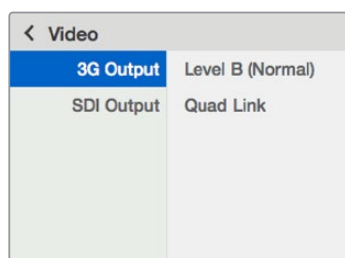 < Video
3G Output Level B (Normal)
SDI Output Quad Link